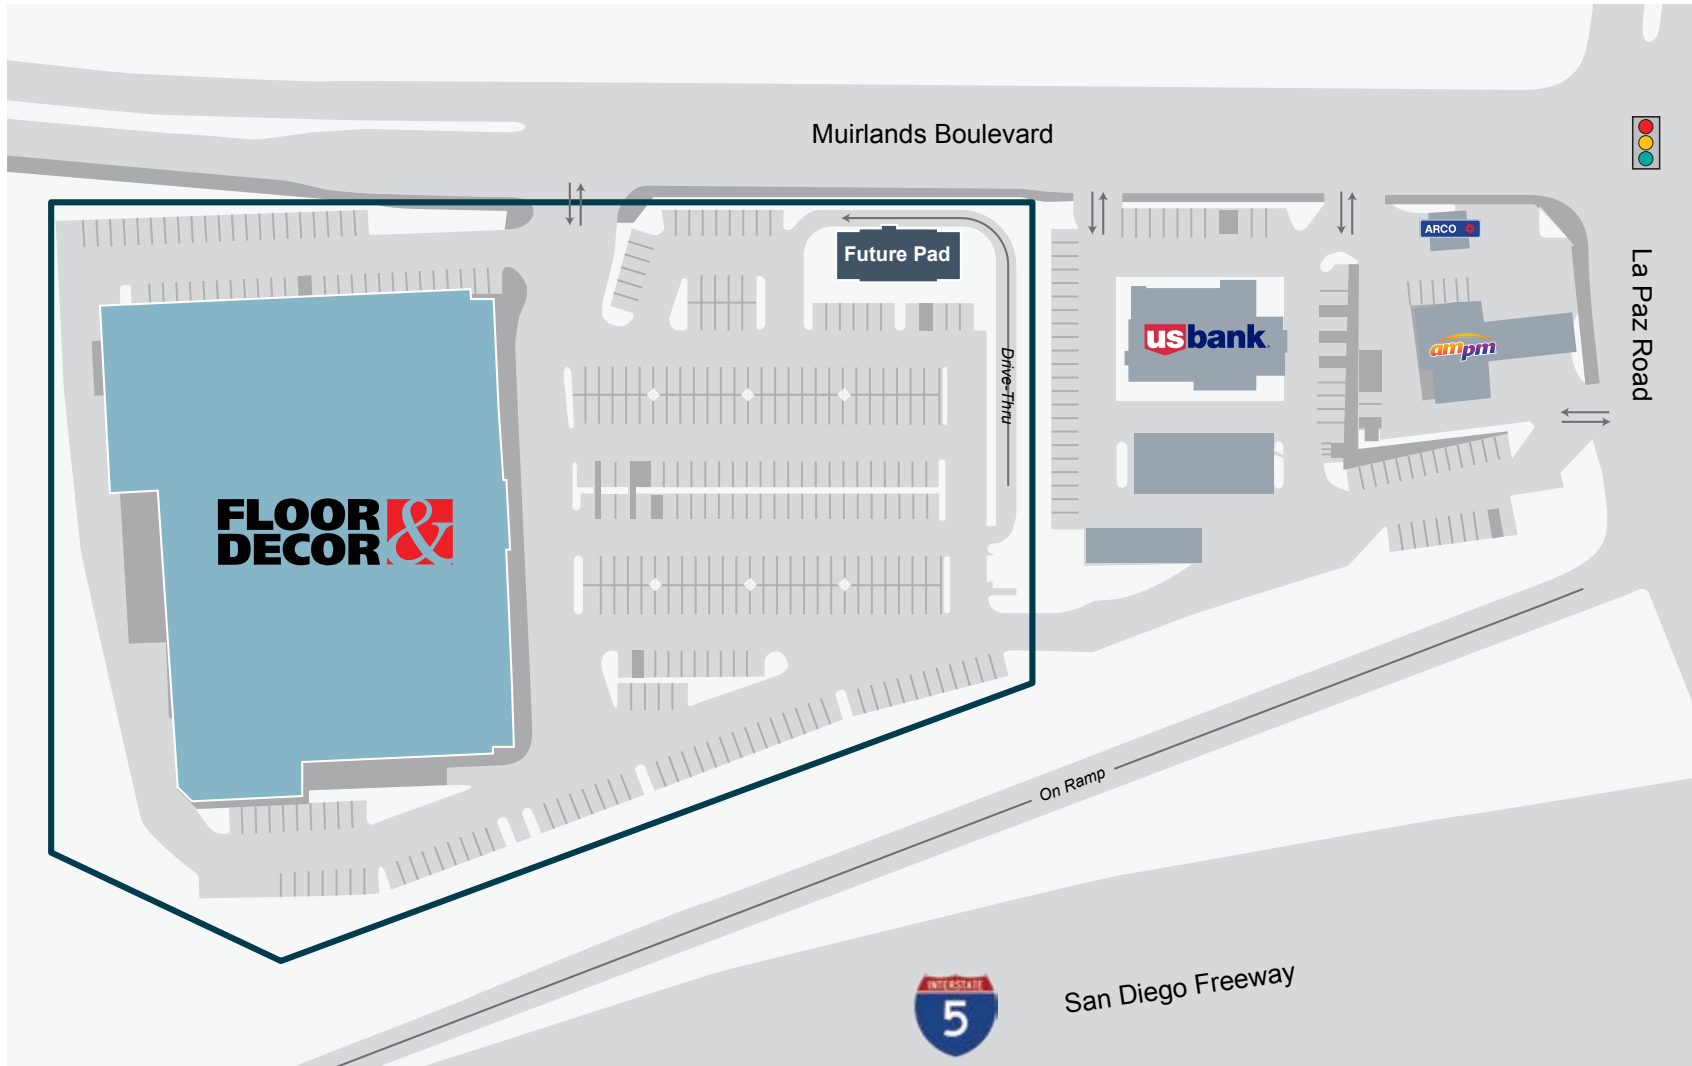 Muirlands Boulevard
ARCO
Future Pad
La Paz Road
usbank
ampm
Drive-Thru
FLOOR &
DECOR
On Ramp
San Diego Freeway
INTERSTATE
5